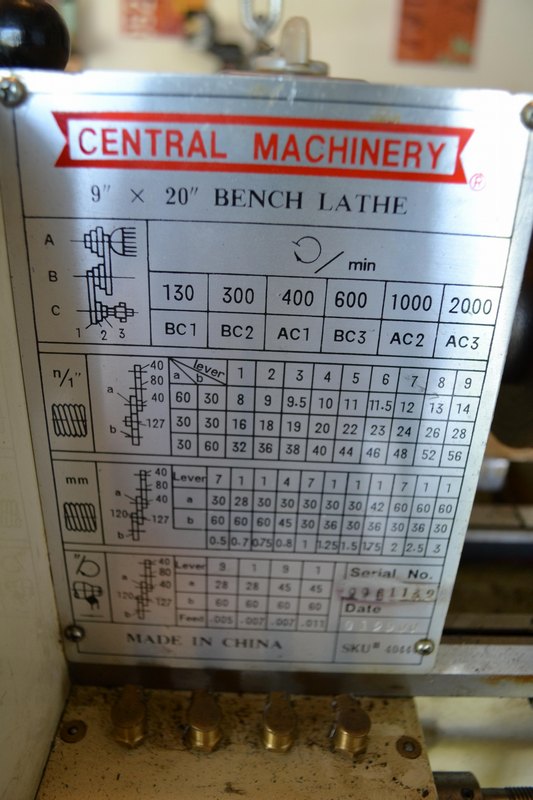 CENTRAL MACHINERY
®
9" × 20" BENCH LATHE
A
B
C
1 2 3
/min
130 300 400 600 1000 2000
BC1 BC2 AC1 BC3 AC2 AC3
n/1"
40
80
a 40
b 127
lever 1 2 3 4 5 6 7 8 9
a b
60 30 8 9 9.5 10 11 11.5 12 13 14
30 30 16 18 19 20 22 23 24 26 28
30 60 32 36 38 40 44 46 48 52 56
mm
40
80
a 40
120 127
b
Lever 7 1 1 4 7 1 1 7 1 1
a 30 28 30 30 30 30 42 60 60 60
b 60 60 60 45 30 36 30 36 30
0.5 0.7 0.75 0.8 1 1.25 1.5 1.75 2 2.5 3
"
40
80
a 40
120 127
b
Lever 9 1 9 1
a 28 28 45 45
b 60 60 60 60
Feed .005 .007 .007 .011
Serial No.
Date
MADE IN CHINA
SKU# 4044